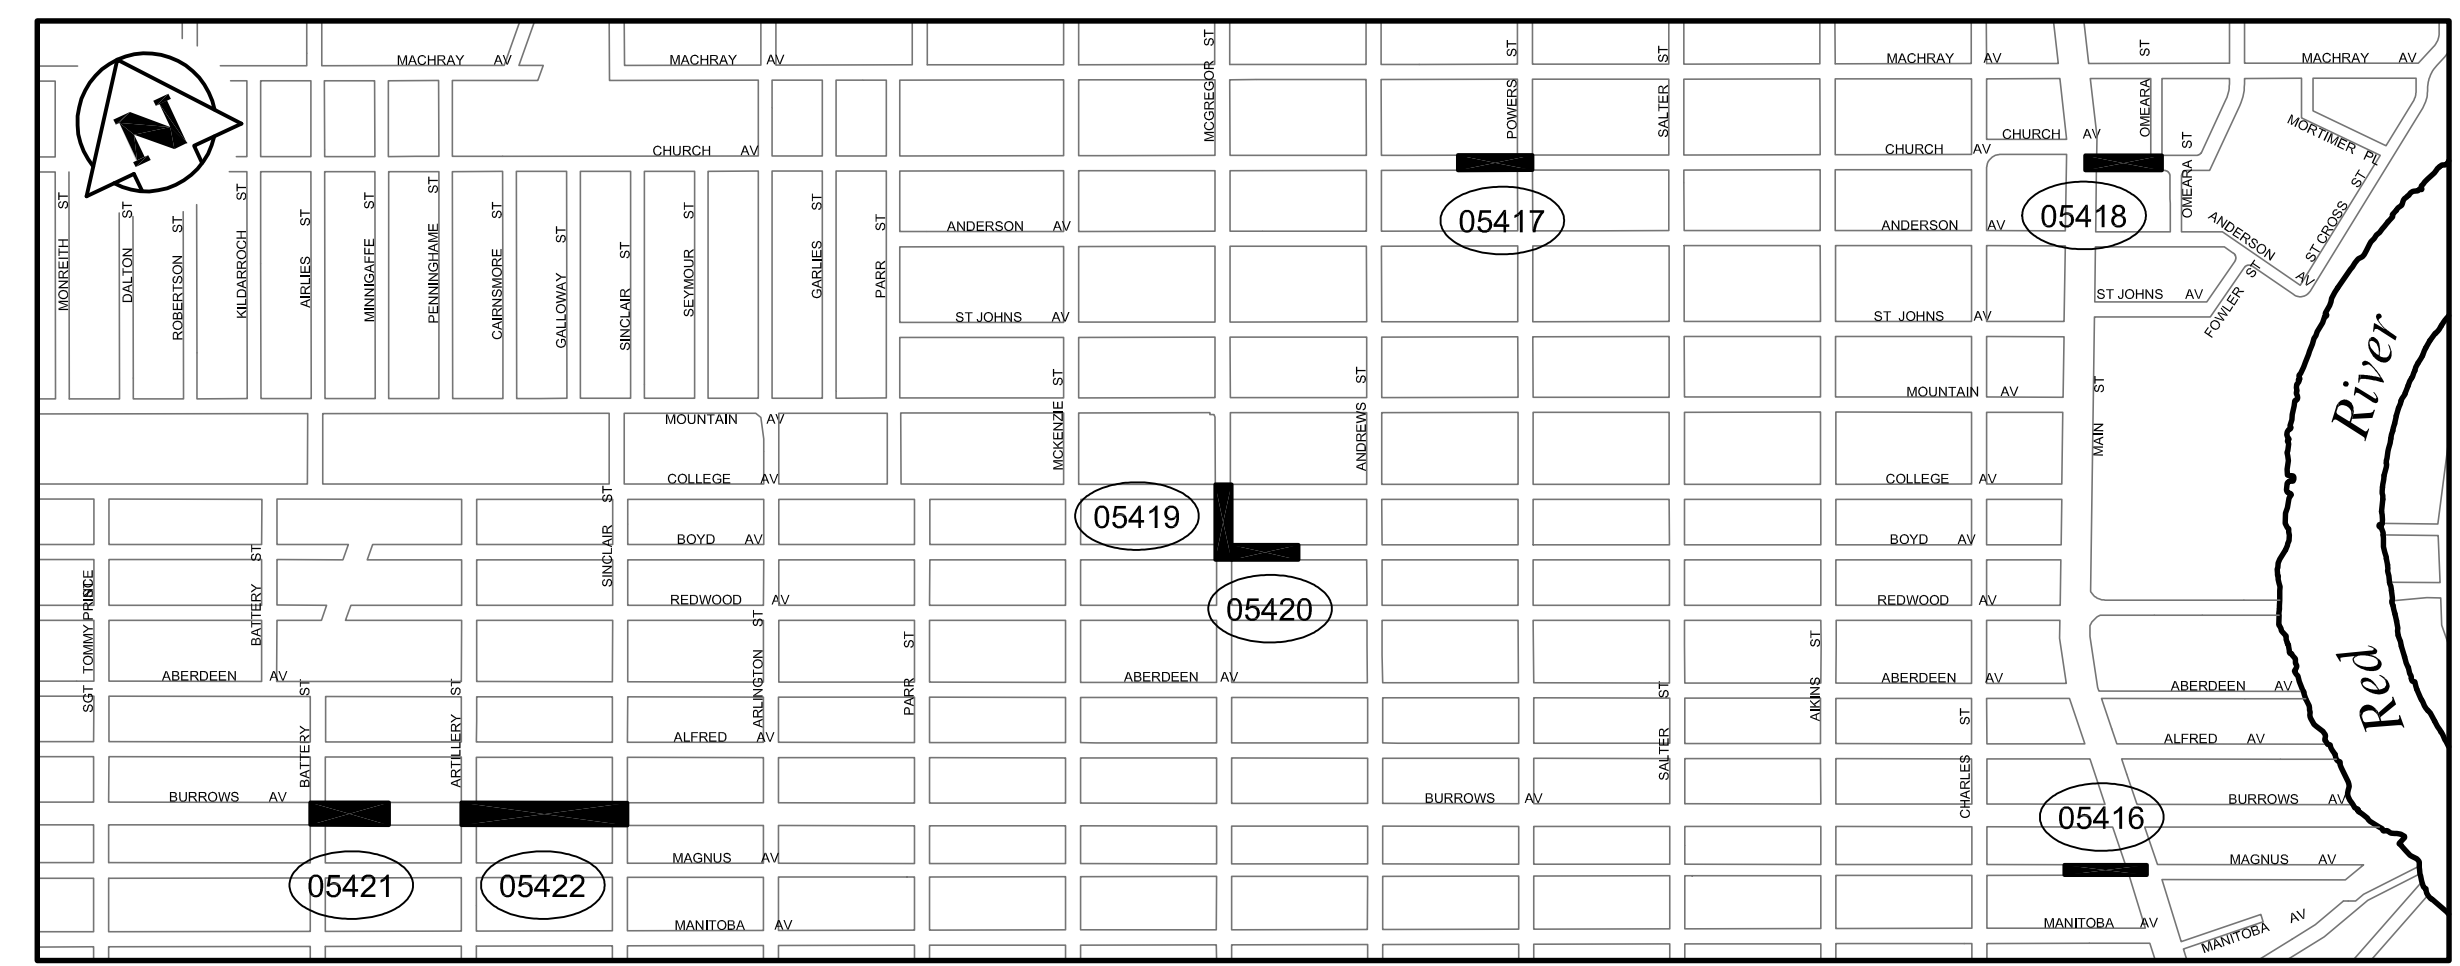 MACHRAY AV
MACHRAY AV
MCGREGOR ST
POWERS ST
SALTER ST
MACHRAY AV
OMEARA ST
MACHRAY AV
N
MORTIMER PL
CHURCH AV
CHURCH AV
CHURCH AV
OMEARA ST
MONREITH ST
DALTON ST
ROBERTSON ST
KILDARROCH ST
AIRLIES ST
MINNIGAFFE ST
PENNINGHAME ST
CAIRNSMORE ST
GALLOWAY ST
SINCLAIR ST
SEYMOUR ST
GARLIES ST
PARR ST
ANDERSON AV
05417
ANDERSON AV
05418
ANDERSON AV
ST CROSS ST
ST JOHNS AV
ST JOHNS AV
ST JOHNS AV
FOWLER ST
MCKENZIE ST
ANDREWS ST
MOUNTAIN AV
MAIN ST
MOUNTAIN AV
Red River
COLLEGE AV
COLLEGE AV
SINCLAIR ST
05419
BOYD AV
BOYD AV
SGT TOMMY PRINCE ST
BATTERY ST
REDWOOD AV
05420
REDWOOD AV
ARLINGTON ST
PARR ST
AIKINS ST
ABERDEEN AV
ABERDEEN AV
ABERDEEN AV
ABERDEEN AV
BATTERY ST
ARTILLERY ST
SALTER ST
CHARLES ST
ALFRED AV
ALFRED AV
BURROWS AV
BURROWS AV
BURROWS AV
05416
MAGNUS AV
MAGNUS AV
05421
05422
MANITOBA AV
MANITOBA AV
MANITOBA AV